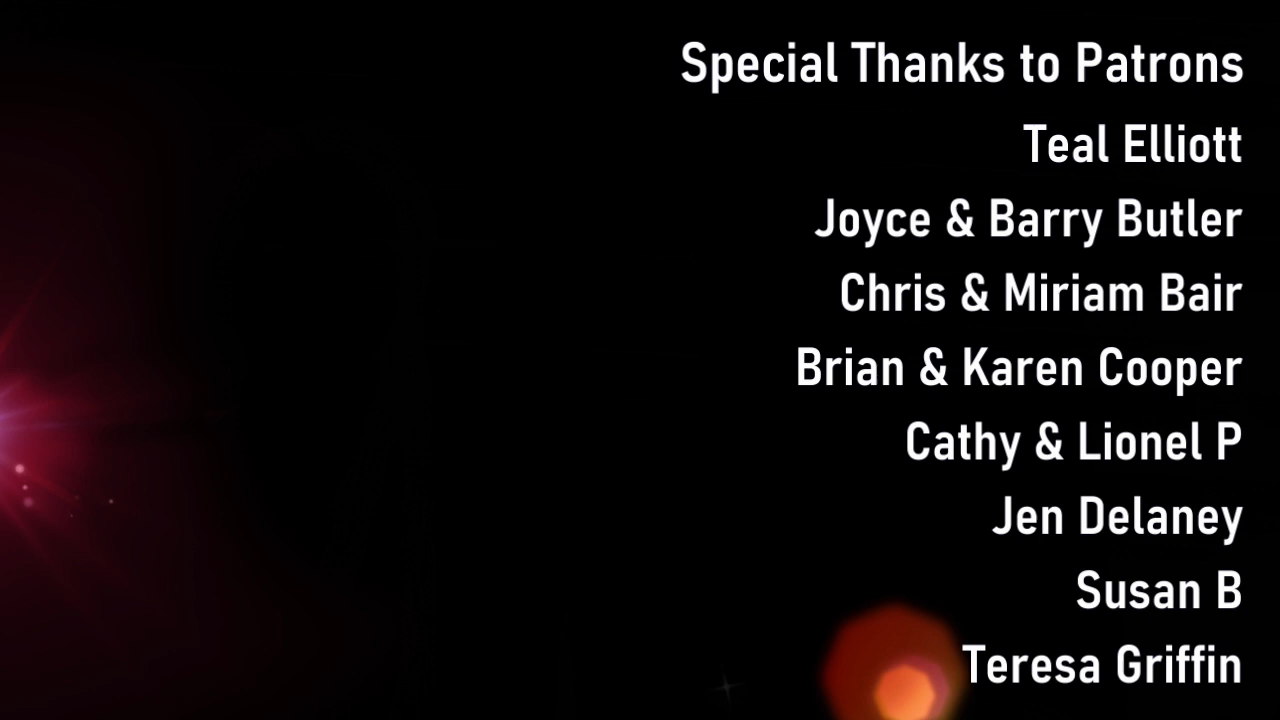 Special Thanks to Patrons
Teal Elliott
Joyce & Barry Butler
Chris & Miriam Bair
Brian & Karen Cooper
Cathy & Lionel P
Jen Delaney
Susan B
Teresa Griffin